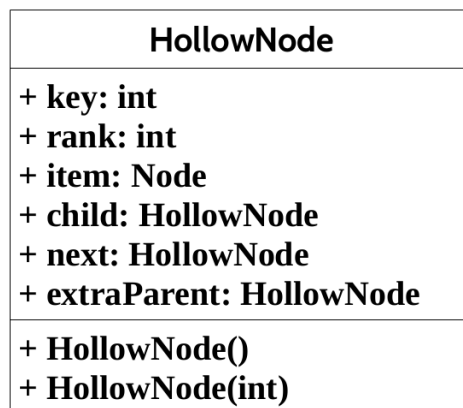 HollowNode
+ key: int
+ rank: int
+ item: Node
+ child: HollowNode
+ next: HollowNode
+ extraParent: HollowNode
+ HollowNode()
+ HollowNode(int)